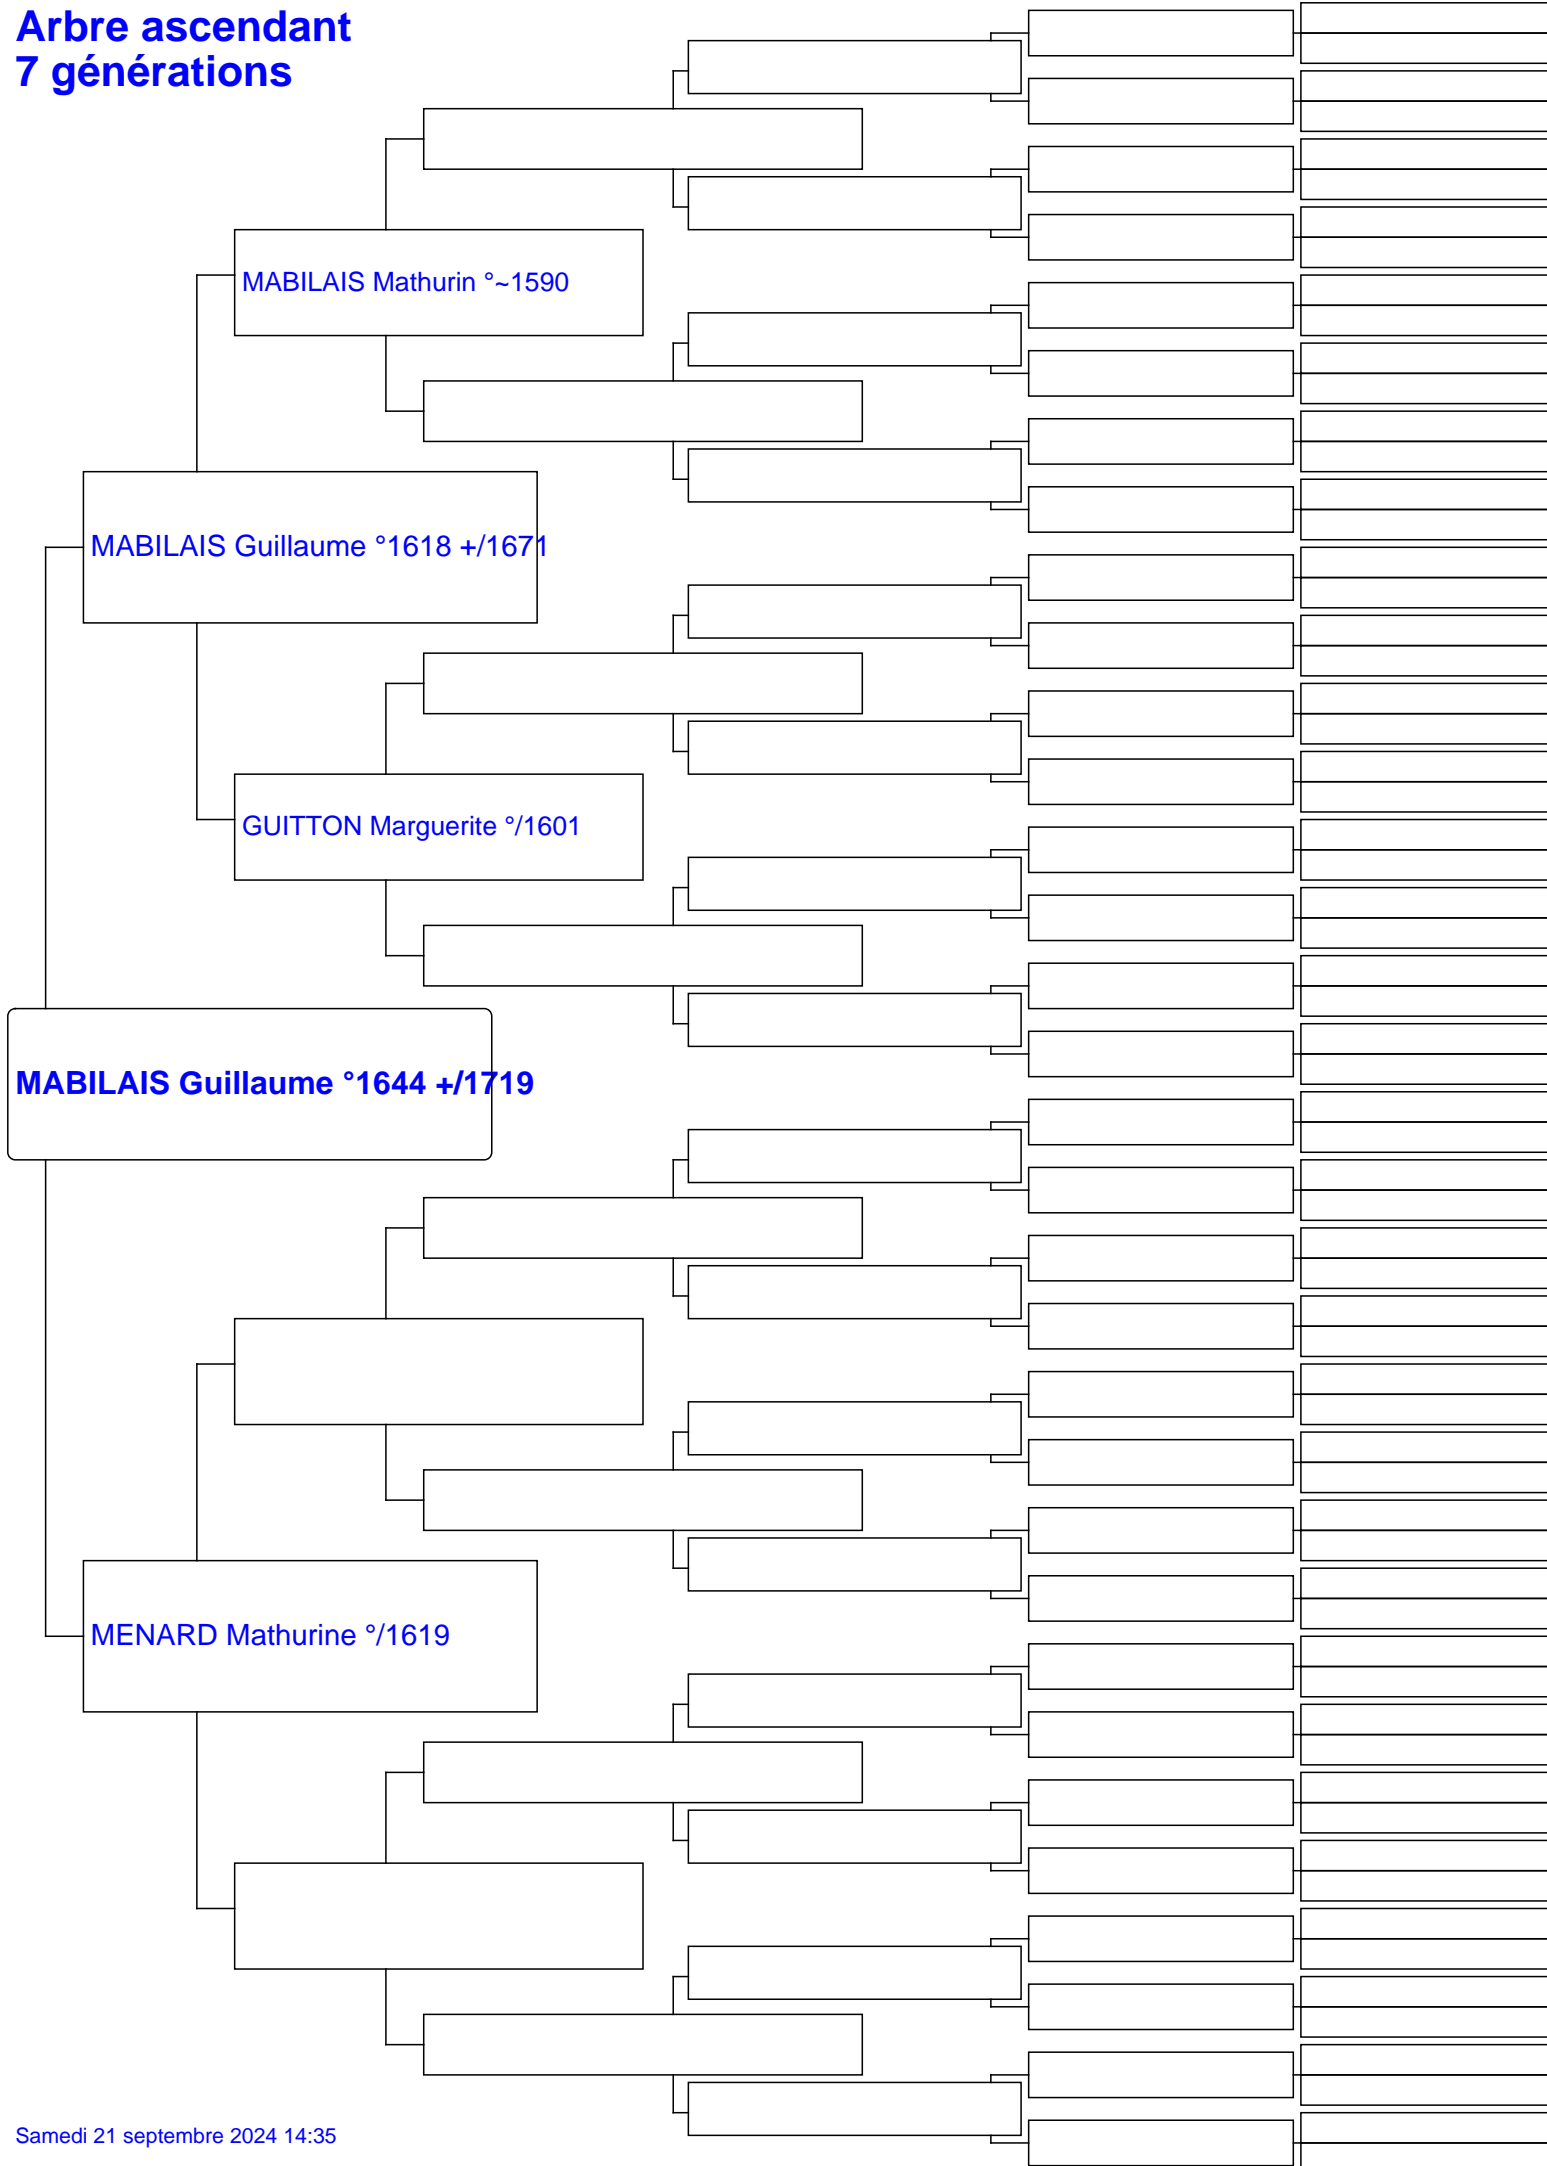 Arbre ascendant
7 générations
MABILAIS Mathurin °~1590
MABILAIS Guillaume °1618 +/1671
GUITTON Marguerite °/1601
MABILAIS Guillaume °1644 +/1719
MENARD Mathurine °/1619
Samedi 21 septembre 2024 14:35